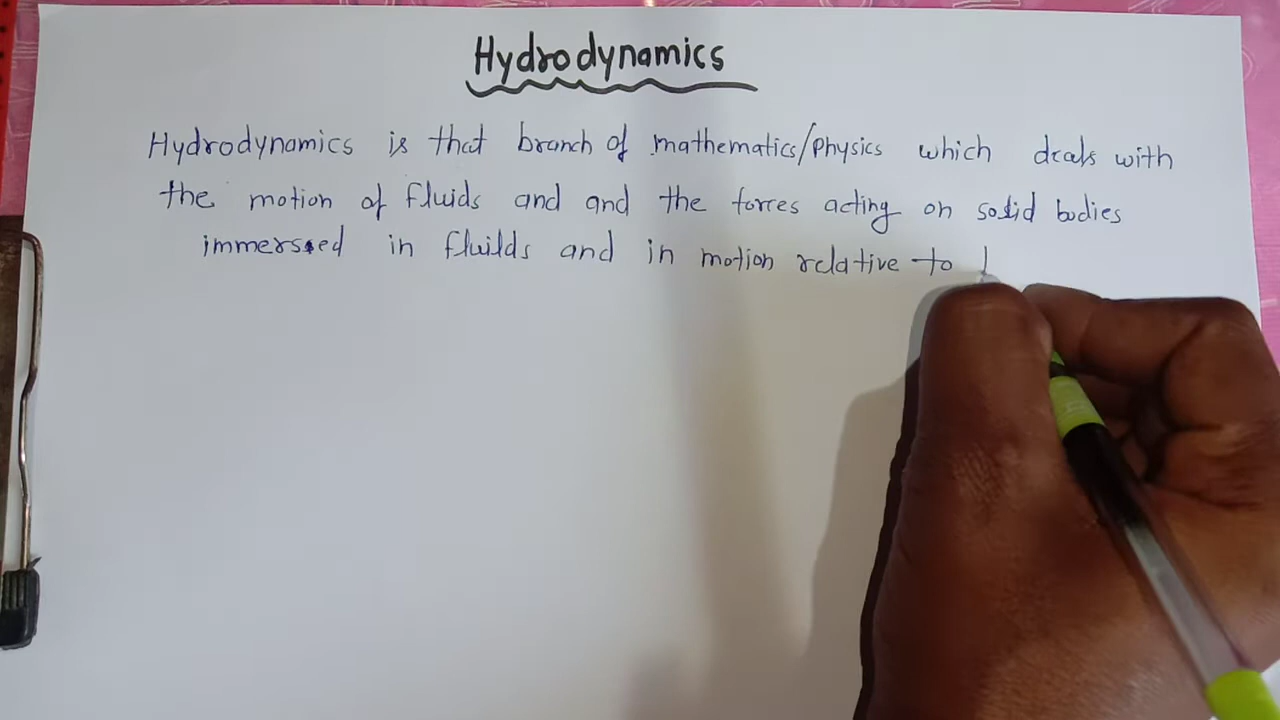 Hydrodynamics
Hydrodynamics is that branch of mathematics/Physics which deals with
the motion of fluids and and the forces acting on solid bodies
immersed in fluilds and in motion relative to